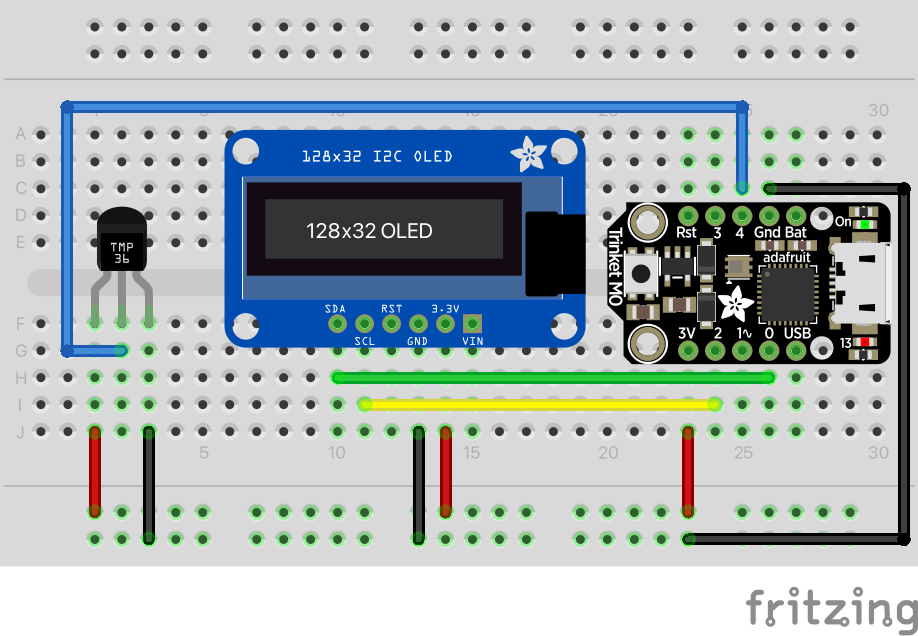 30
A
B
C
D
E
F
G
H
I
J
TMP
36
128x32 I2C OLED
128x32 OLED
SDA RST 3.3V
SCL GND VIN
Trinket M0
Rst 3 4 Gnd Bat
On
adafruit
3V 2 1~ 0 USB
13
5 10 15 20 25 30
fritzing